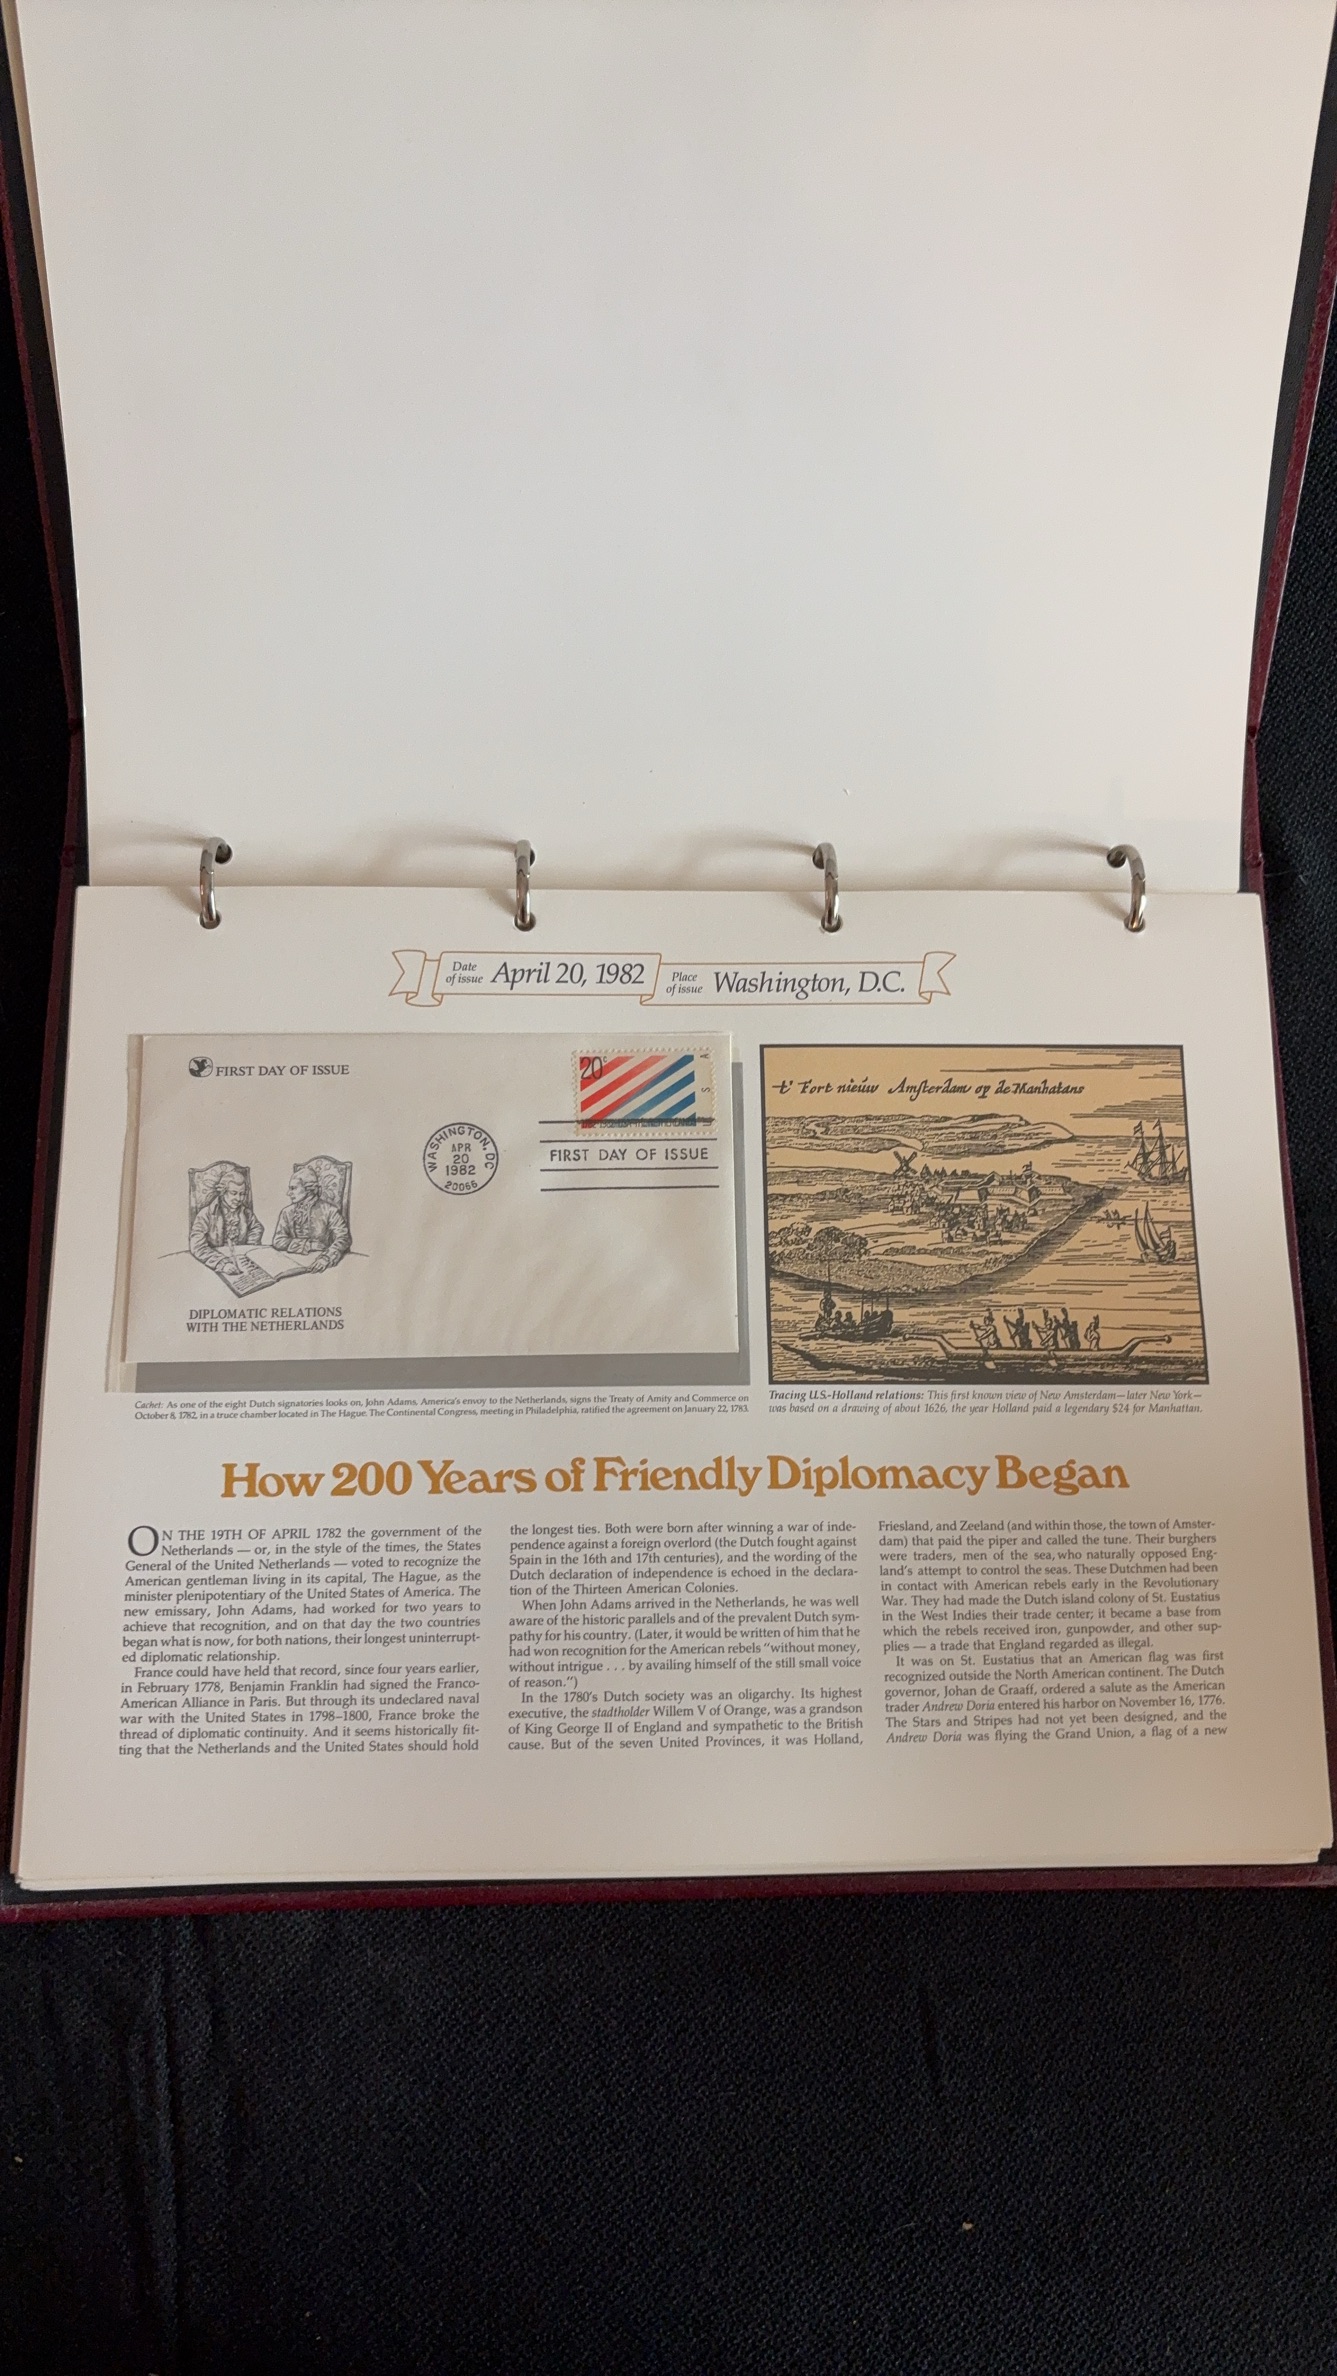 Date
of issue April 20, 1982
Place
of issue Washington, D.C.
FIRST DAY OF ISSUE
20c
USA
WASHINGTON, DC
APR
20
1982
20066
FIRST DAY OF ISSUE
DIPLOMATIC RELATIONS
WITH THE NETHERLANDS
t' Fort nieúw Amsterdam op de Manhatans
Cachet: As one of the eight Dutch signatories looks on, John Adams, America's envoy to the Netherlands, signs the Treaty of Amity and Commerce on
October 8, 1782, in a truce chamber located in The Hague. The Continental Congress, meeting in Philadelphia, ratified the agreement on January 22, 1783.
Tracing U.S.-Holland relations: This first known view of New Amsterdam—later New York—
was based on a drawing of about 1626, the year Holland paid a legendary $24 for Manhattan.
How 200 Years of Friendly Diplomacy Began
ON THE 19TH OF APRIL 1782 the government of the
Netherlands — or, in the style of the times, the States
General of the United Netherlands — voted to recognize the
American gentleman living in its capital, The Hague, as the
minister plenipotentiary of the United States of America. The
new emissary, John Adams, had worked for two years to
achieve that recognition, and on that day the two countries
began what is now, for both nations, their longest uninterrupt-
ed diplomatic relationship.
France could have held that record, since four years earlier,
in February 1778, Benjamin Franklin had signed the Franco-
American Alliance in Paris. But through its undeclared naval
war with the United States in 1798–1800, France broke the
thread of diplomatic continuity. And it seems historically fit-
ting that the Netherlands and the United States should hold
the longest ties. Both were born after winning a war of inde-
pendence against a foreign overlord (the Dutch fought against
Spain in the 16th and 17th centuries), and the wording of the
Dutch declaration of independence is echoed in the declara-
tion of the Thirteen American Colonies.
When John Adams arrived in the Netherlands, he was well
aware of the historic parallels and of the prevalent Dutch sym-
pathy for his country. (Later, it would be written of him that he
had won recognition for the American rebels "without money,
without intrigue . . . by availing himself of the still small voice
of reason.")
In the 1780's Dutch society was an oligarchy. Its highest
executive, the stadtholder Willem V of Orange, was a grandson
of King George II of England and sympathetic to the British
cause. But of the seven United Provinces, it was Holland,
Friesland, and Zeeland (and within those, the town of Amster-
dam) that paid the piper and called the tune. Their burghers
were traders, men of the sea, who naturally opposed Eng-
land's attempt to control the seas. These Dutchmen had been
in contact with American rebels early in the Revolutionary
War. They had made the Dutch island colony of St. Eustatius
in the West Indies their trade center; it became a base from
which the rebels received iron, gunpowder, and other sup-
plies — a trade that England regarded as illegal.
It was on St. Eustatius that an American flag was first
recognized outside the North American continent. The Dutch
governor, Johan de Graaff, ordered a salute as the American
trader Andrew Doria entered his harbor on November 16, 1776.
The Stars and Stripes had not yet been designed, and the
Andrew Doria was flying the Grand Union, a flag of a new